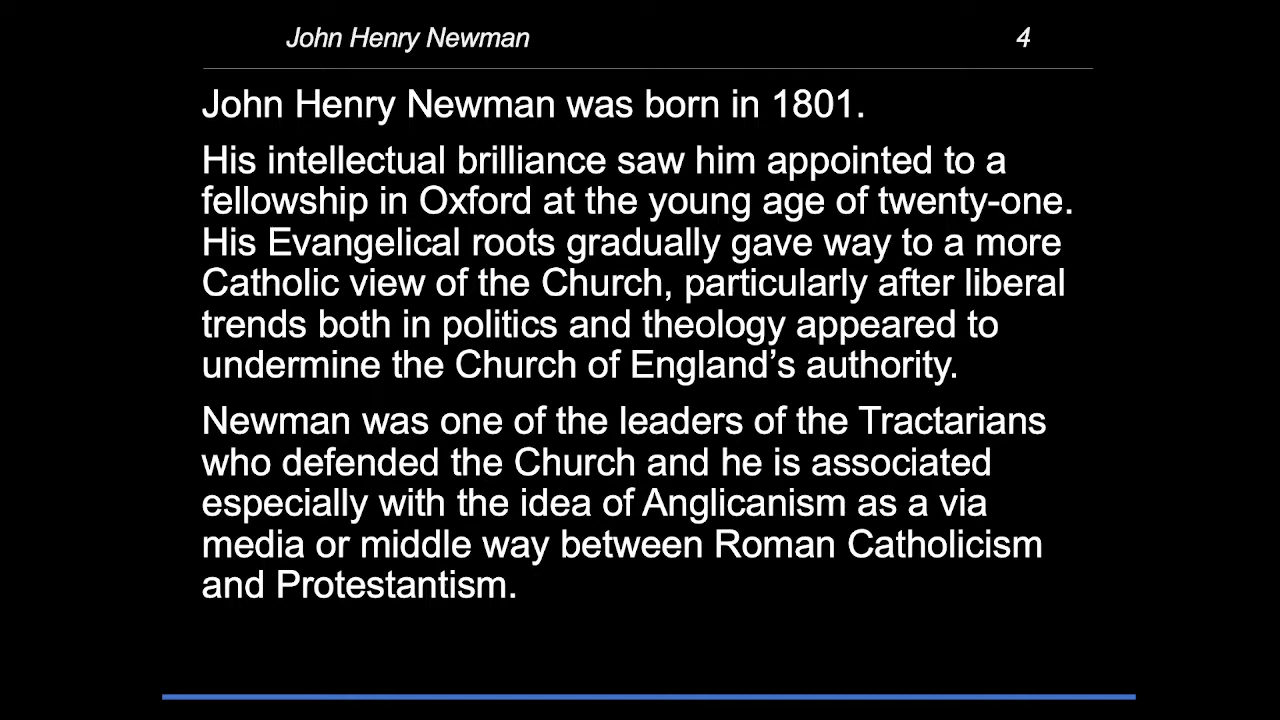 John Henry Newman 4
John Henry Newman was born in 1801.
His intellectual brilliance saw him appointed to a
fellowship in Oxford at the young age of twenty-one.
His Evangelical roots gradually gave way to a more
Catholic view of the Church, particularly after liberal
trends both in politics and theology appeared to
undermine the Church of England’s authority.
Newman was one of the leaders of the Tractarians
who defended the Church and he is associated
especially with the idea of Anglicanism as a via
media or middle way between Roman Catholicism
and Protestantism.